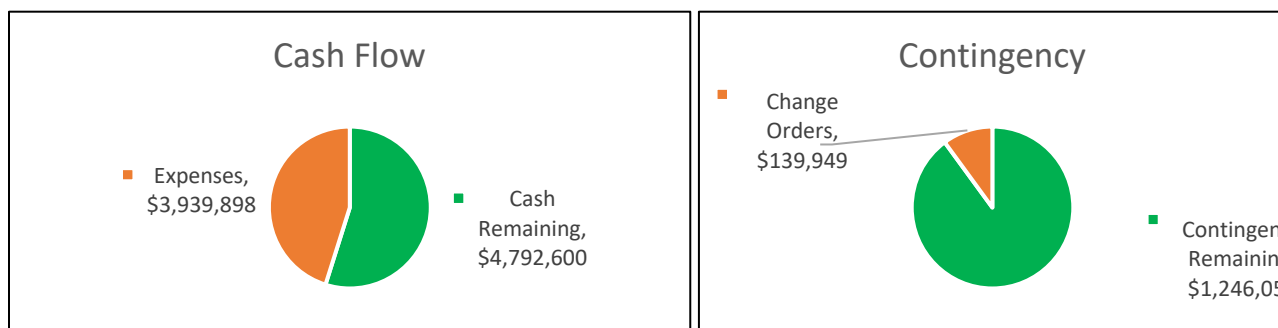 Cash Flow
Expenses,
$3,939,898
Cash
Remaining,
$4,792,600
Contingency
Change
Orders,
$139,949